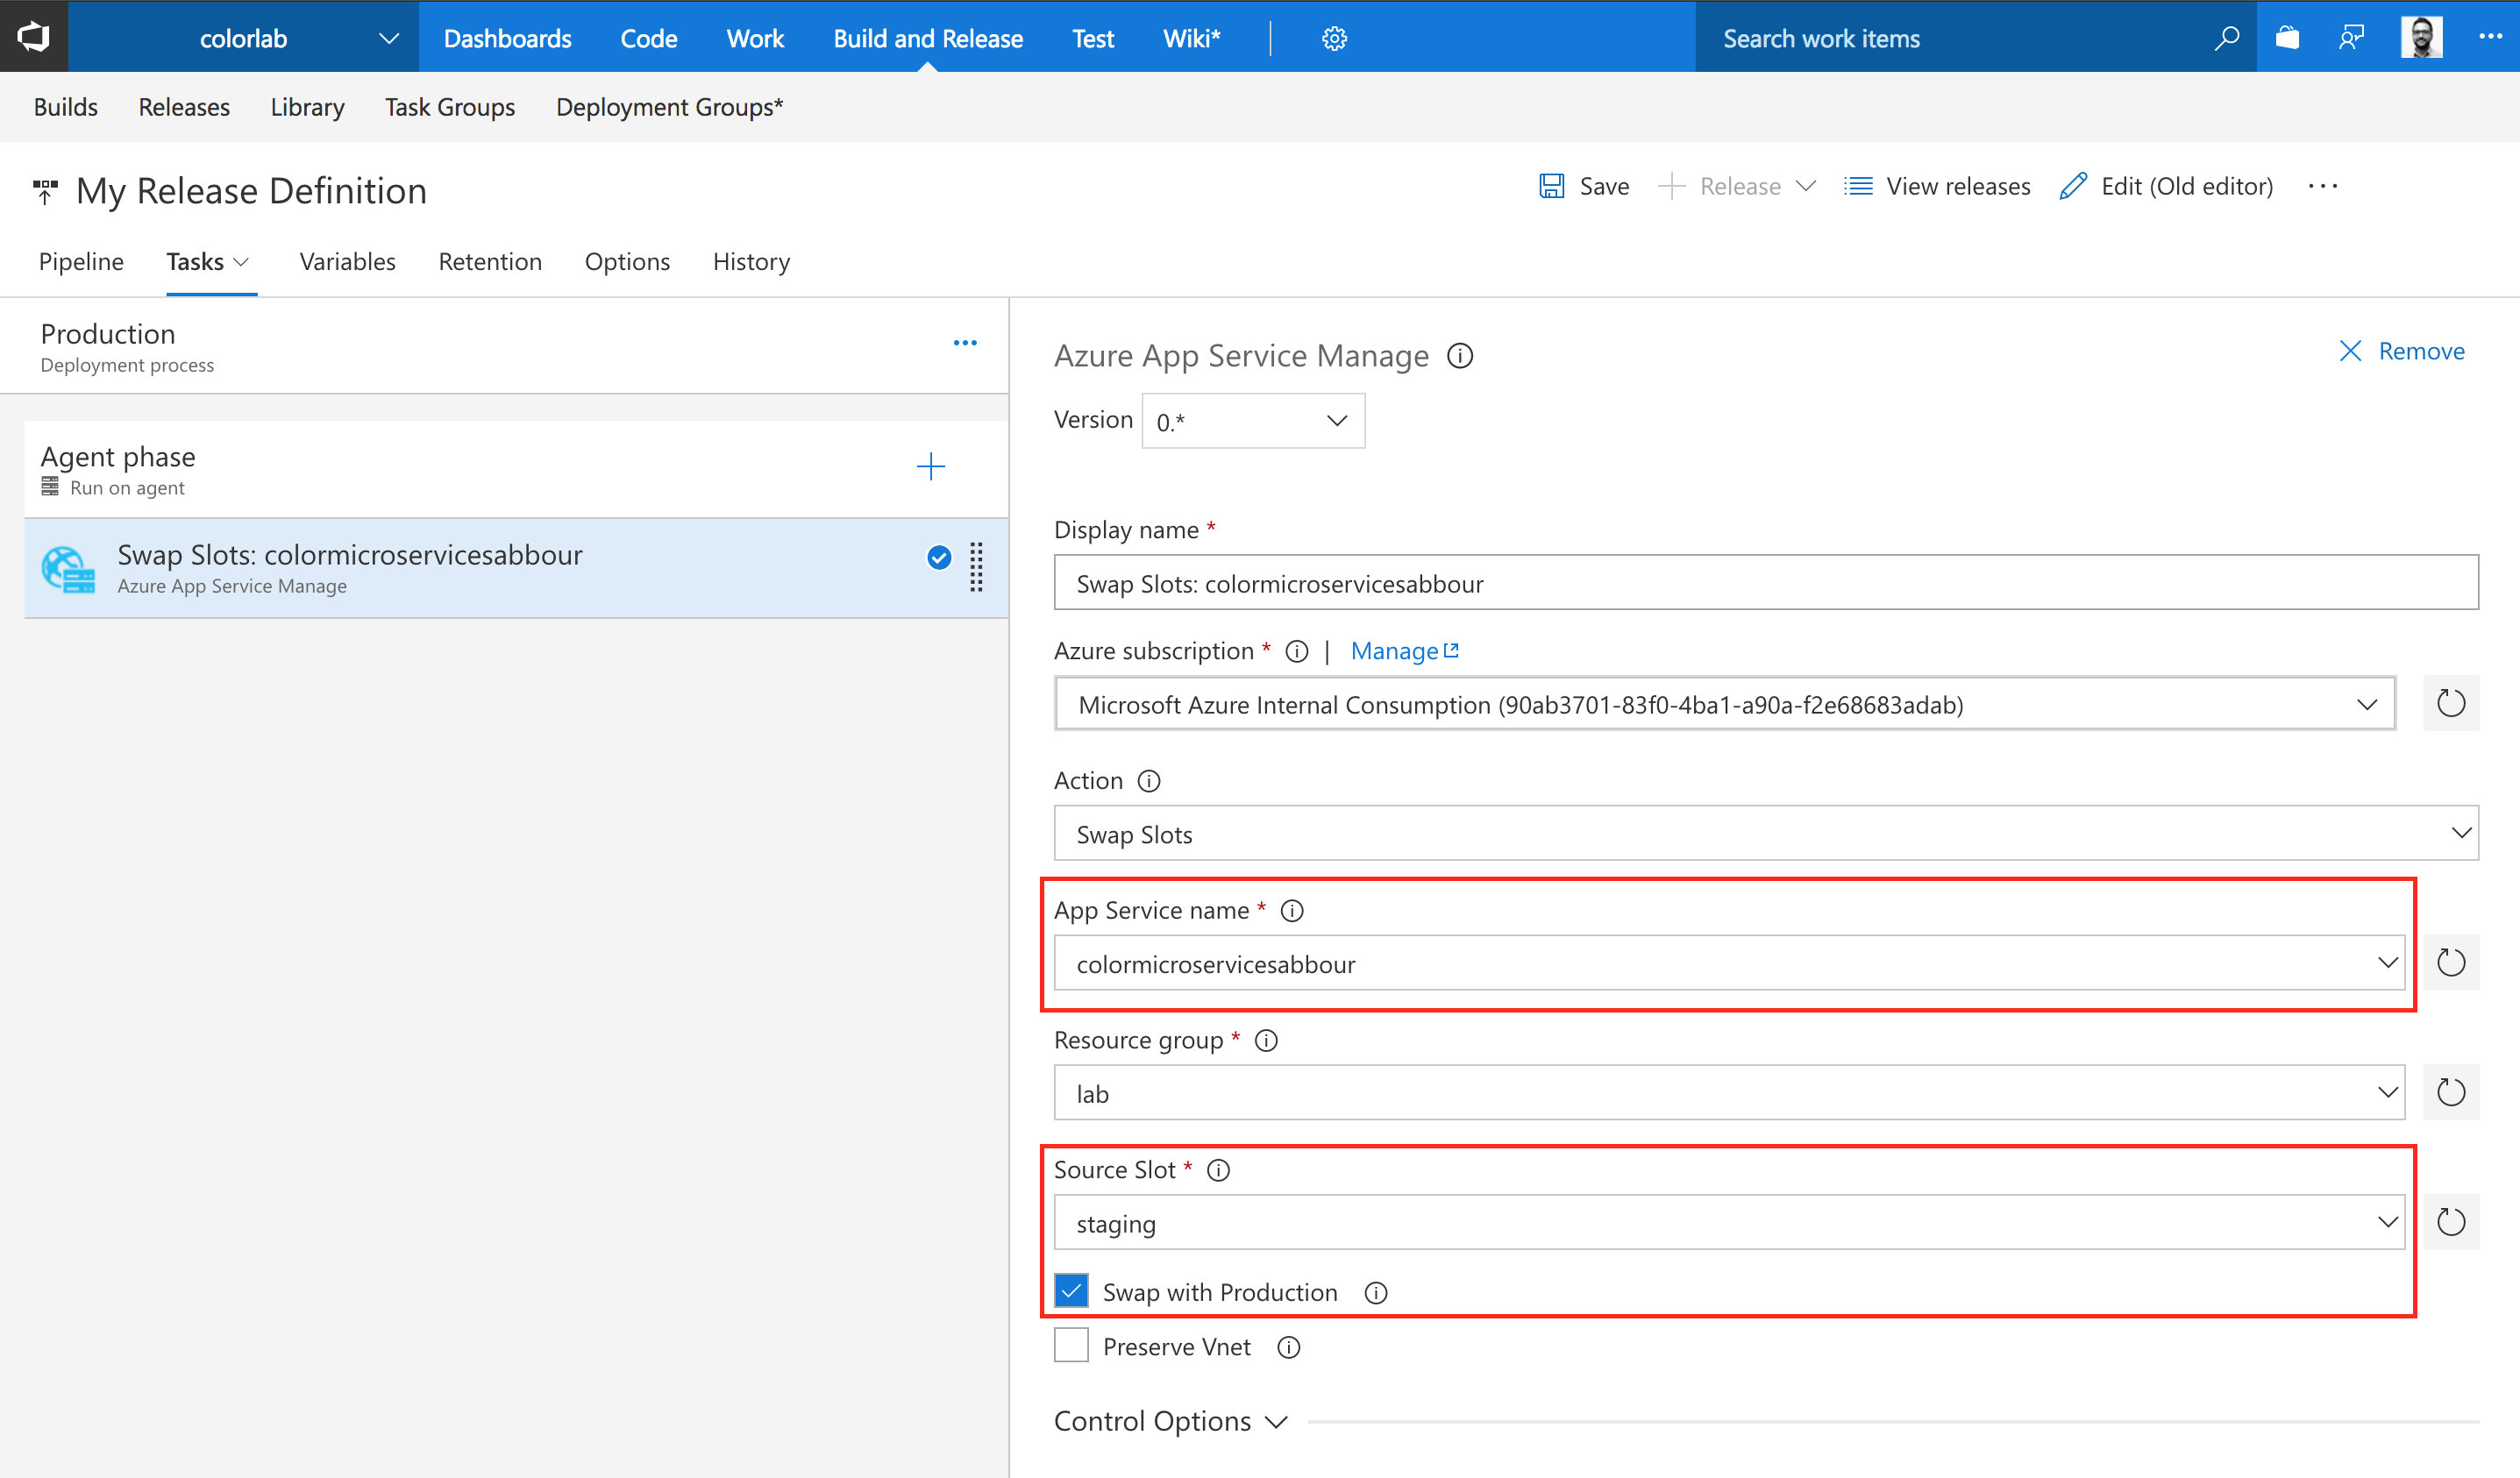 colorlab
Dashboards
Code
Work
Build and Release
Test
Wiki*
Search work items
Builds
Releases
Library
Task Groups
Deployment Groups*
My Release Definition
Save
Release
View releases
Edit (Old editor)
Pipeline
Tasks
Variables
Retention
Options
History
Production
Deployment process
Agent phase
Run on agent
Swap Slots: colormicroservicesabbour
Azure App Service Manage
Azure App Service Manage
Remove
Version 0.*
Display name *
Swap Slots: colormicroservicesabbour
Azure subscription * | Manage
Microsoft Azure Internal Consumption (90ab3701-83f0-4ba1-a90a-f2e68683adab)
Action
Swap Slots
App Service name *
colormicroservicesabbour
Resource group *
lab
Source Slot *
staging
Swap with Production
Preserve Vnet
Control Options